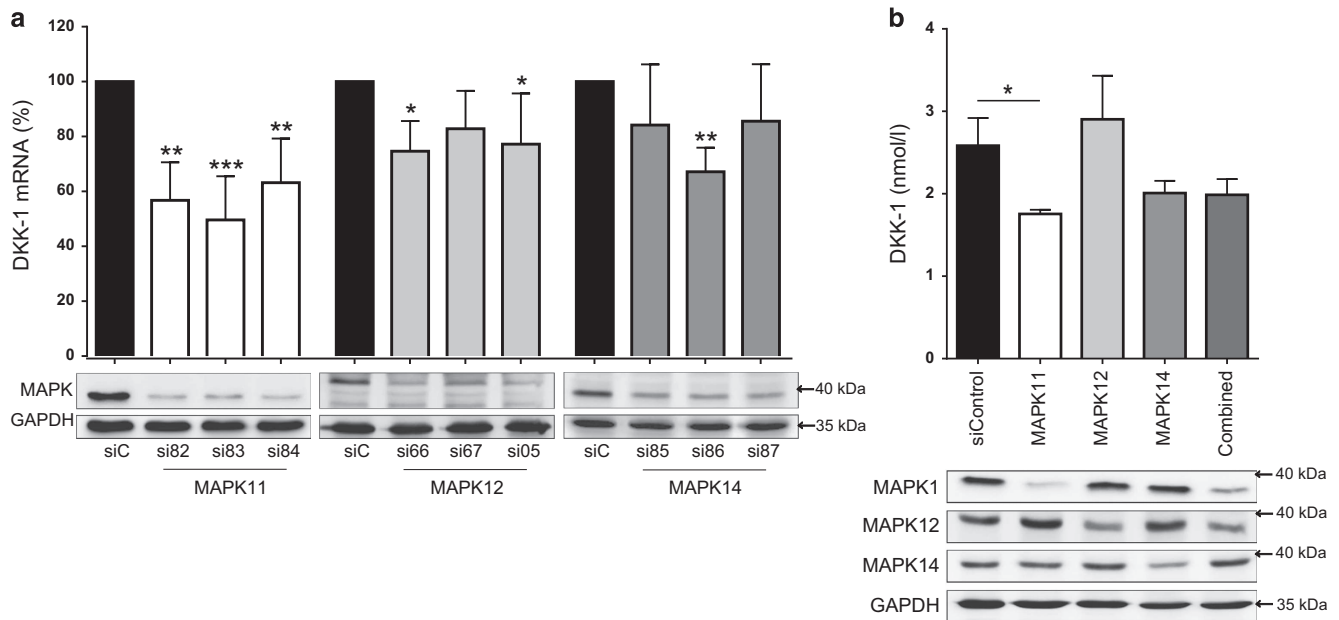 a
DKK-1 mRNA (%)
120
100
80
60
40
20
0
** *** **
* *
**
MAPK
GAPDH
40 kDa
35 kDa
siC si82 si83 si84
MAPK11
siC si66 si67 si05
MAPK12
siC si85 si86 si87
MAPK14
b
DKK-1 (nmol/l)
4
3
2
1
0
*
siControl
MAPK11
MAPK12
MAPK14
Combined
MAPK1
40 kDa
MAPK12
40 kDa
MAPK14
40 kDa
GAPDH
35 kDa